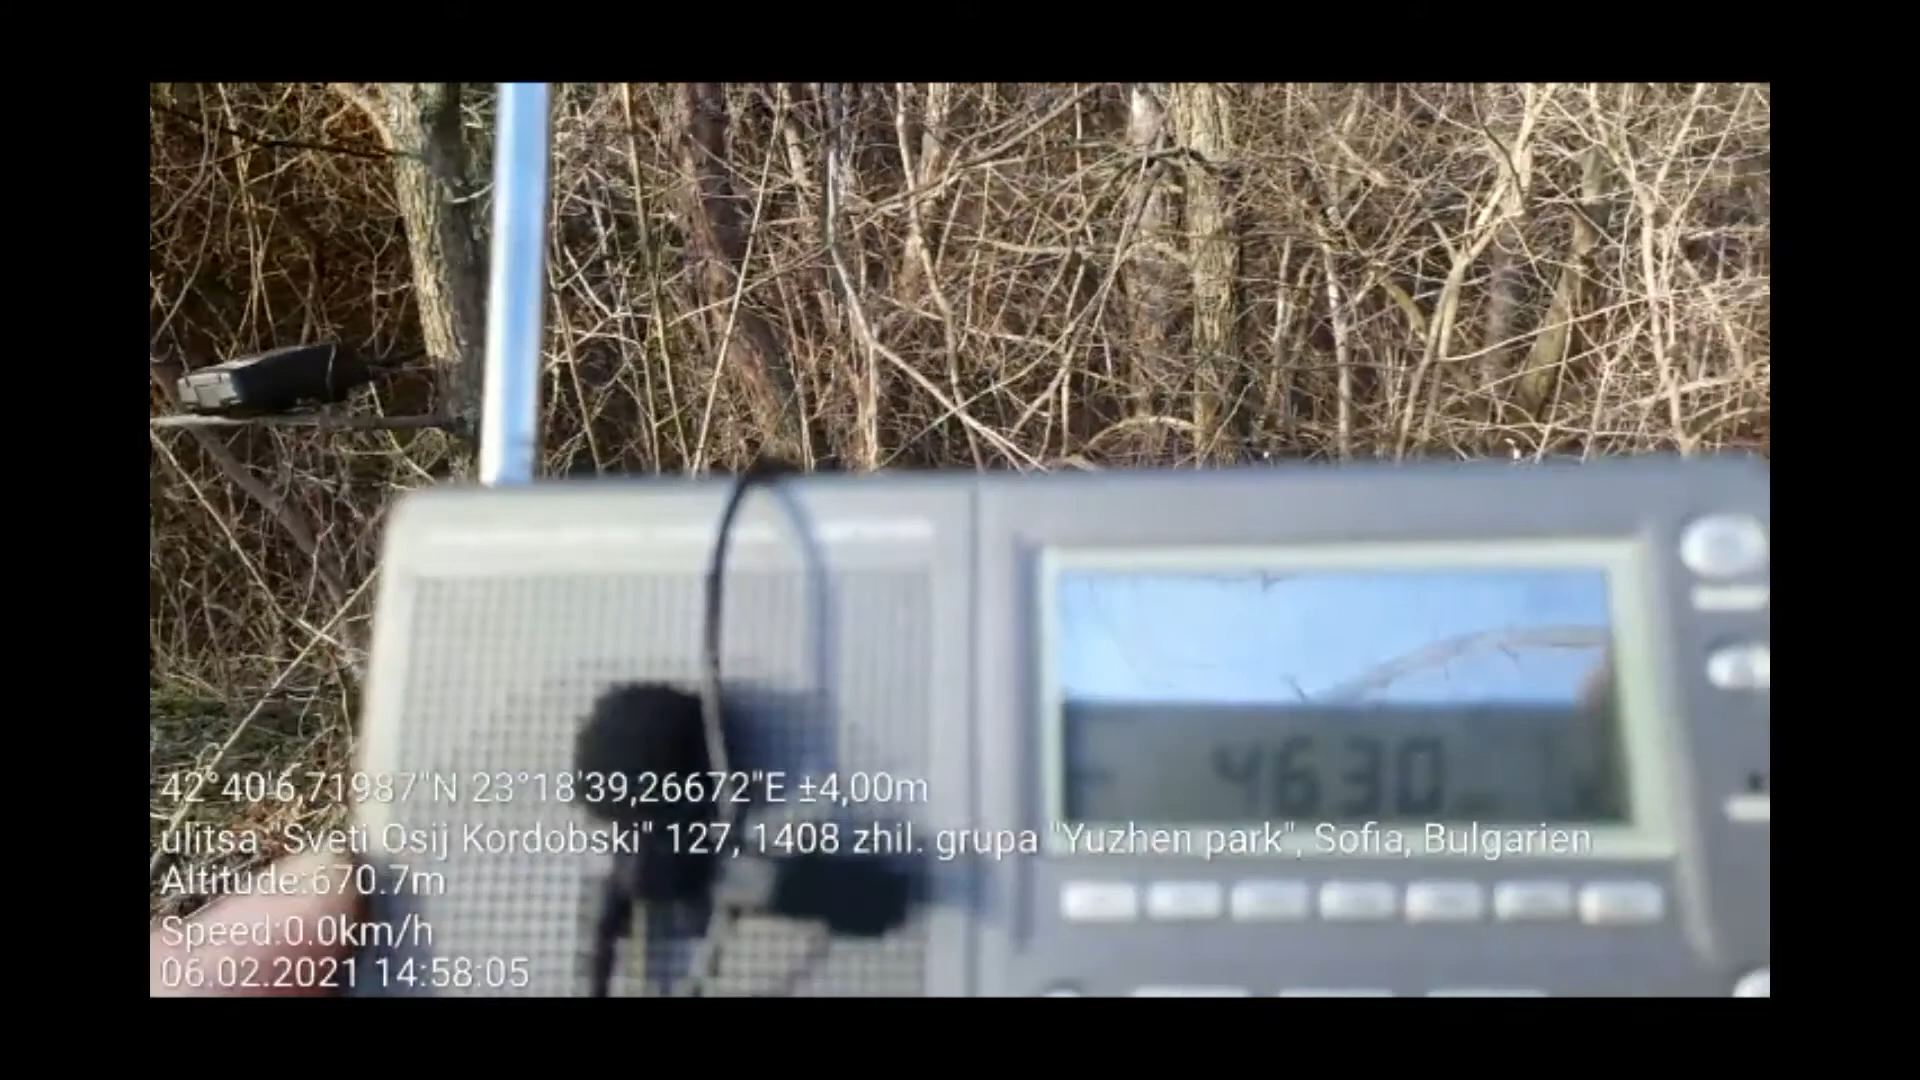 4630
42°40'6,71987"N 23°18'39,26672"E ±4,00m
ulitsa "Sveti Osij Kordobski" 127, 1408 zhil. grupa "Yuzhen park", Sofia, Bulgarien
Altitude:670.7m
Speed:0.0km/h
06.02.2021 14:58:05